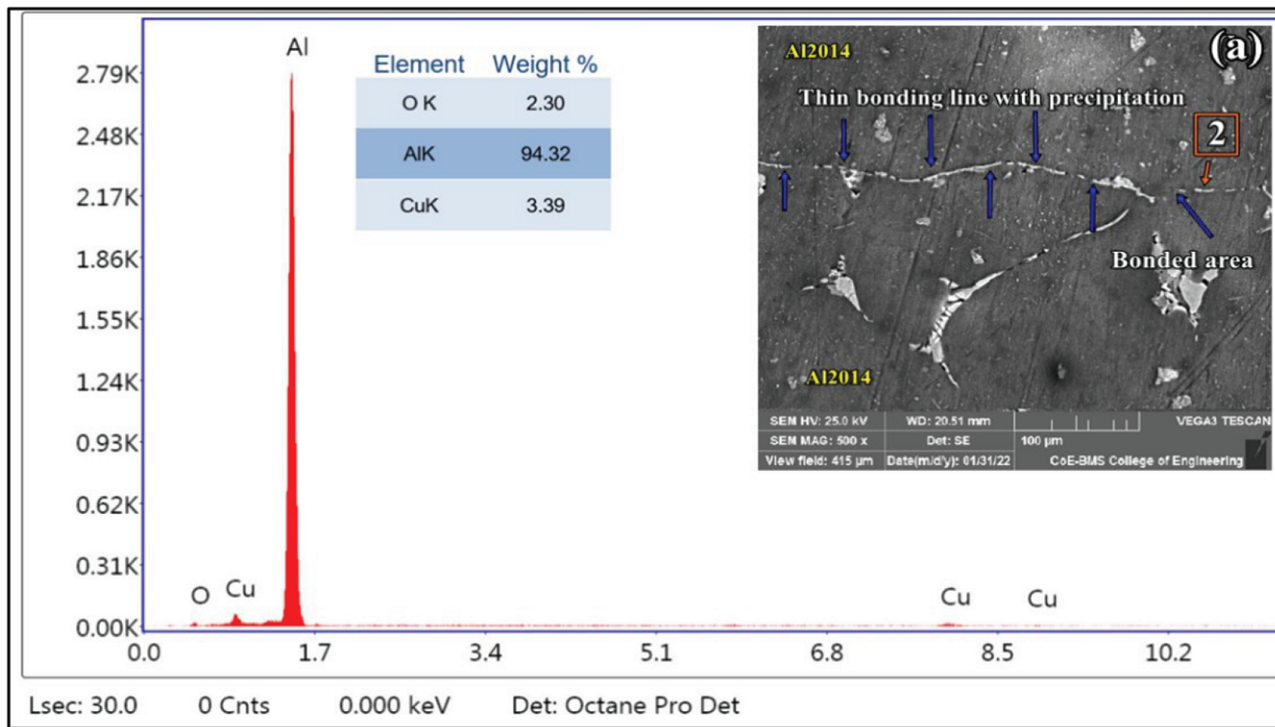 Al
2.79K
2.48K
2.17K
1.86K
1.55K
1.24K
0.93K
0.62K
0.31K
0.00K
O
Cu
Cu
Cu
0.0 1.7 3.4 5.1 6.8 8.5 10.2
Element Weight %
O K 2.30
AlK 94.32
CuK 3.39
Al2014
(a)
Thin bonding line with precipitation
2
Bonded area
Al2014
SEM HV: 25.0 kV WD: 20.51 mm VEGA3 TESCAN
SEM MAG: 500 x Det: SE 100 µm
View field: 415 µm Date(m/d/y): 01/31/22 CoE-BMS College of Engineering
Lsec: 30.0 0 Cnts 0.000 keV Det: Octane Pro Det